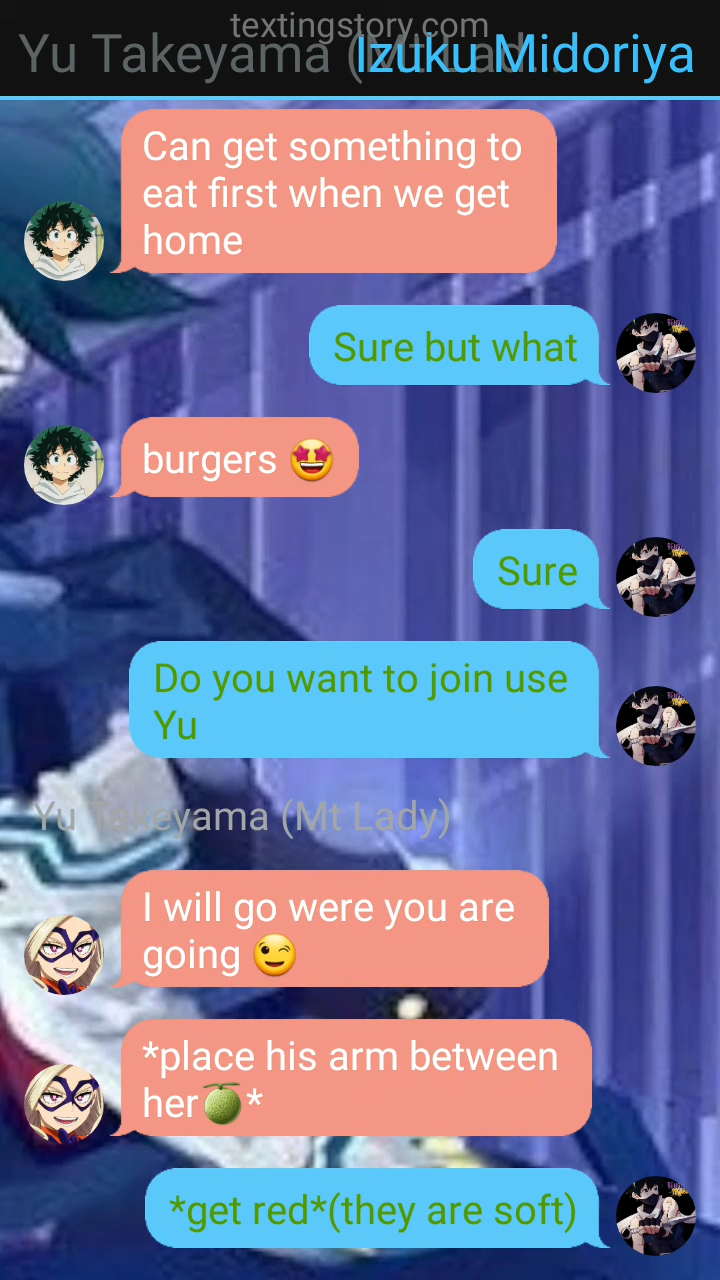 textingstory.com
Yu Takeyama (Mt Lad...
Izuku Midoriya
Can get something to
eat first when we get
home
Sure but what
burgers 🤩
Sure
Do you want to join use
Yu
Yu Takeyama (Mt Lady)
I will go were you are
going 😉
*place his arm between
her🍈*
*get red*(they are soft)